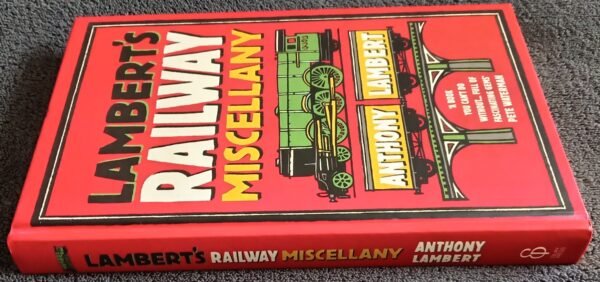 LAMBERT'S
RAILWAY
MISCELLANY
ANTHONY LAMBERT
'A BOOK
YOU CAN'T DO
WITHOUT... FULL OF
FASCINATING GEMS'
PETE WATERMAN
LAMBERT'S RAILWAY MISCELLANY ANTHONY
LAMBERT